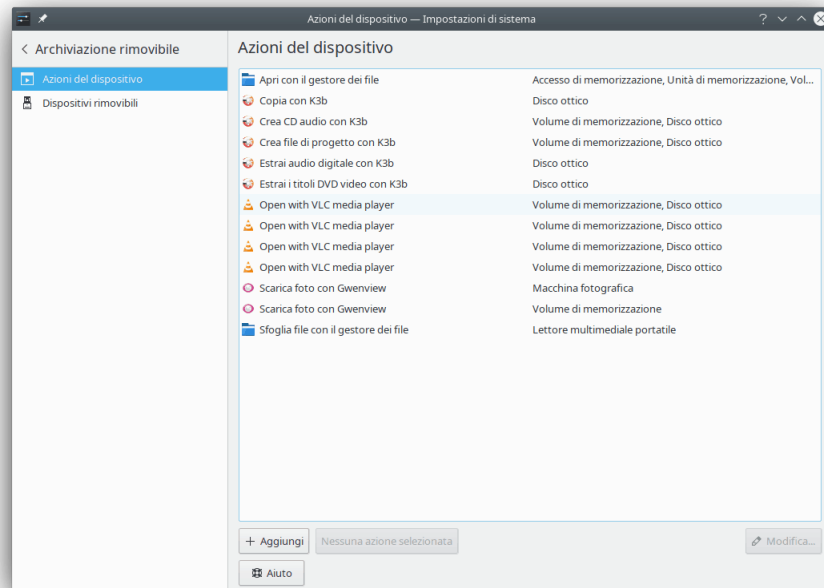 Azioni del dispositivo — Impostazioni di sistema
Archiviazione rimovibile
Azioni del dispositivo
Dispositivi rimovibili
Azioni del dispositivo
Apri con il gestore dei file Accesso di memorizzazione, Unità di memorizzazione, Vol...
Copia con K3b Disco ottico
Crea CD audio con K3b Volume di memorizzazione, Disco ottico
Crea file di progetto con K3b Volume di memorizzazione, Disco ottico
Estrai audio digitale con K3b Disco ottico
Estrai i titoli DVD video con K3b Disco ottico
Open with VLC media player Volume di memorizzazione, Disco ottico
Open with VLC media player Volume di memorizzazione, Disco ottico
Open with VLC media player Volume di memorizzazione, Disco ottico
Open with VLC media player Volume di memorizzazione, Disco ottico
Scarica foto con Gwenview Macchina fotografica
Scarica foto con Gwenview Volume di memorizzazione
Sfoglia file con il gestore dei file Lettore multimediale portatile
Aggiungi Nessuna azione selezionata Modifica...
Aiuto